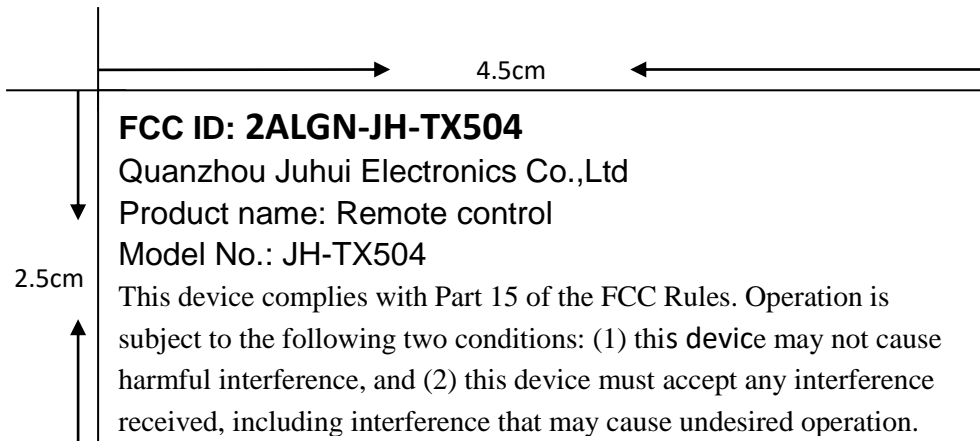 4.5cm
FCC ID: 2ALGN-JH-TX504
Quanzhou Juhui Electronics Co.,Ltd
Product name: Remote control
Model No.: JH-TX504
2.5cm
This device complies with Part 15 of the FCC Rules. Operation is
subject to the following two conditions: (1) this device may not cause
harmful interference, and (2) this device must accept any interference
received, including interference that may cause undesired operation.